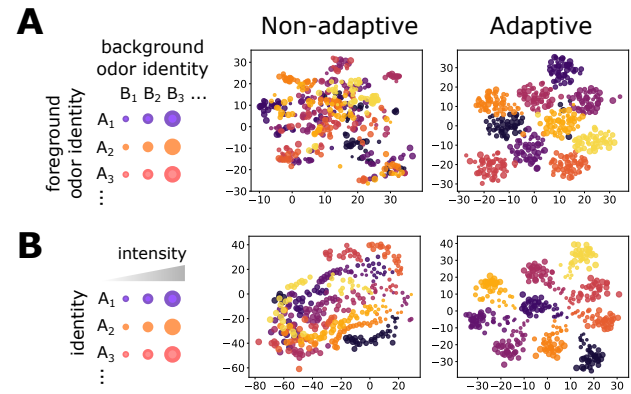 A
Non-adaptive
Adaptive
background
odor identity
B1 B2 B3 ...
foreground
odor identity
A1
A2
A3
...
30
20
10
0
−10
−20
−30
−10 0 10 20 30
30
20
10
0
−10
−20
−30 −20 −10 0 10 20 30
B
intensity
identity
A1
A2
A3
...
40
20
0
−20
−40
−60
−80 −60 −40 −20 0 20
40
30
20
10
0
−10
−20
−30
−30 −20 −10 0 10 20 30